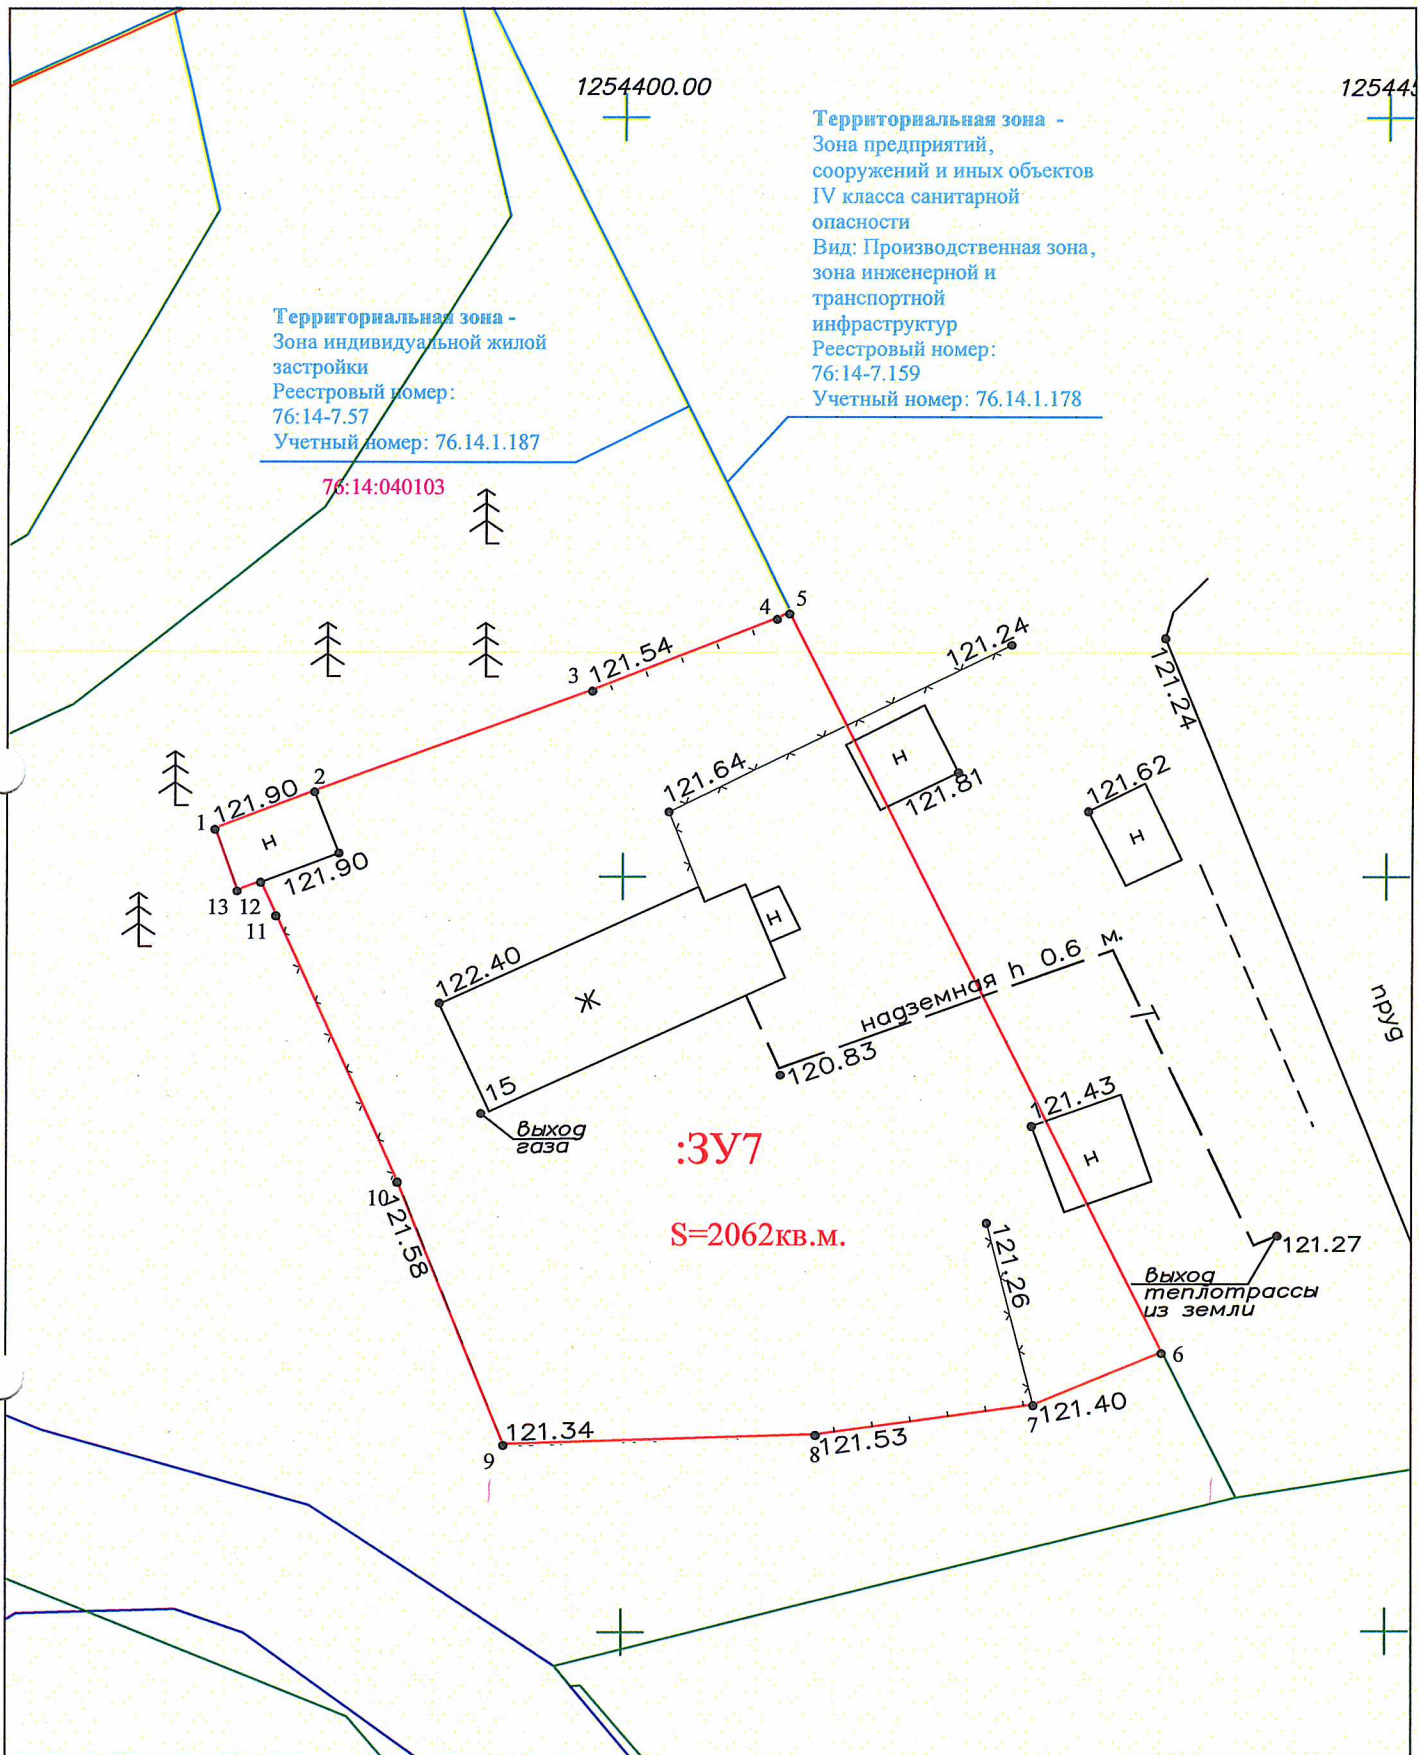 1254400.00
125444
Территориальная зона -
Зона предприятий,
сооружений и иных объектов
IV класса санитарной
опасности
Вид: Производственная зона,
зона инженерной и
транспортной
инфраструктур
Реестровый номер:
76:14-7.159
Учетный номер: 76.14.1.178
Территориальная зона -
Зона индивидуальной жилой
застройки
Реестровый номер:
76:14-7.57
Учетный номер: 76.14.1.187
76:14:040103
4
5
121.24
3
121.54
121.24
121.64
н
121.81
121.62
н
2
121.90
1
н
121.90
13
12
11
н
122.40
ж
надземная h 0.6 м.
пруд
120.83
15
выход
газа
121.43
н
:ЗУ7
10
121.58
S=2062кв.м.
121.26
121.27
выход
теплотрассы
из земли
6
7
121.40
8
121.53
121.34
9